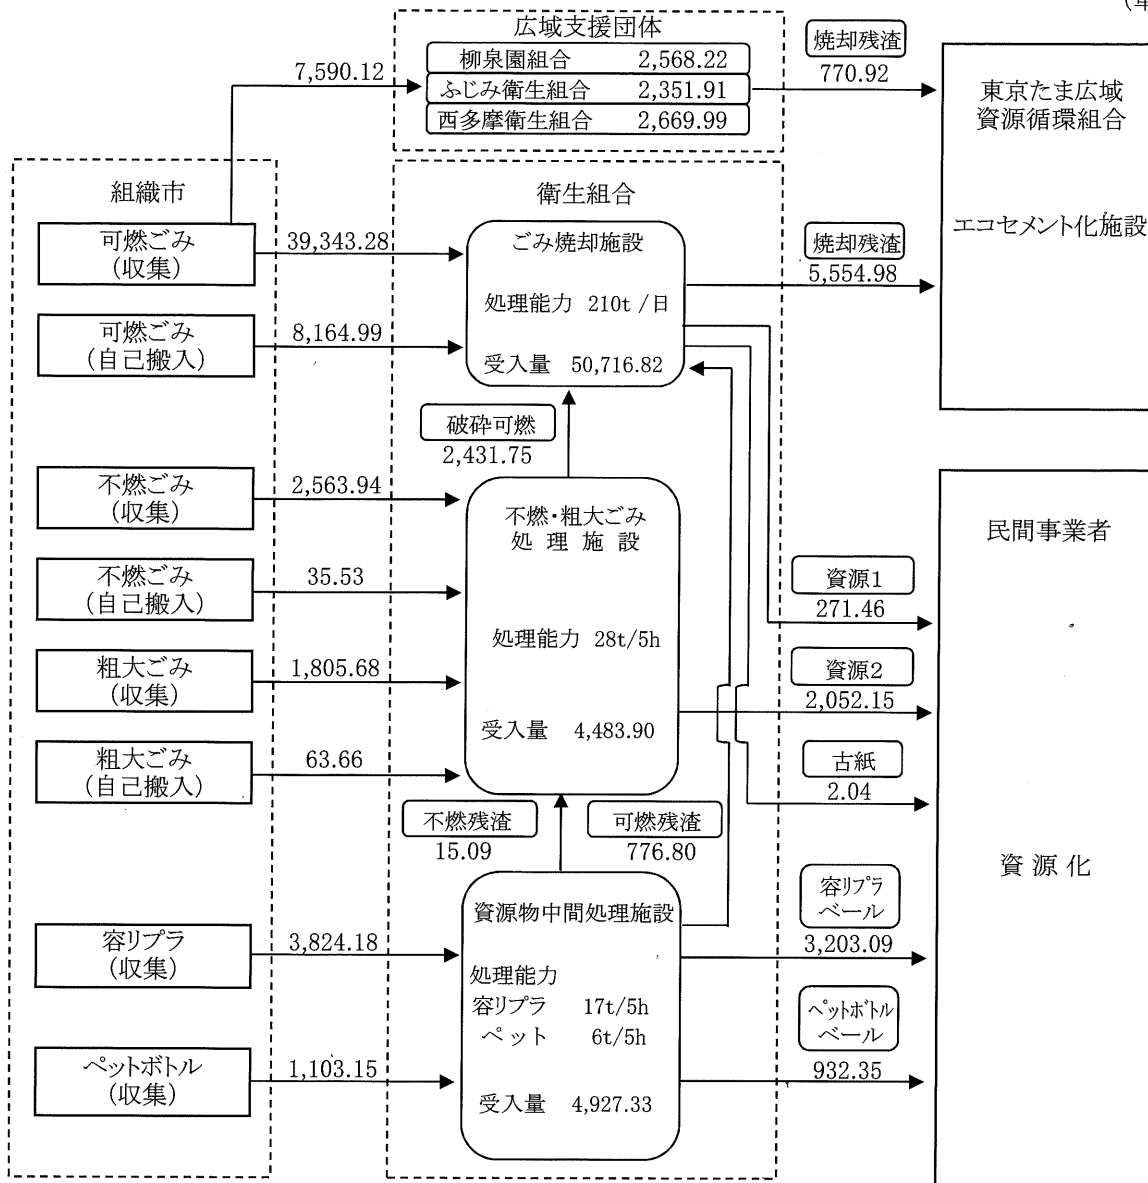 (単
広域支援団体
柳泉園組合 2,568.22
ふじみ衛生組合 2,351.91
西多摩衛生組合 2,669.99
7,590.12
焼却残渣
770.92
東京たま広域
資源循環組合
エコセメント化施設
組織市
衛生組合
可燃ごみ
(収集)
39,343.28
ごみ焼却施設
処理能力 210t/日
受入量 50,716.82
焼却残渣
5,554.98
可燃ごみ
(自己搬入)
8,164.99
破砕可燃
2,431.75
不燃ごみ
(収集)
2,563.94
不燃・粗大ごみ
処理施設
処理能力 28t/5h
受入量 4,483.90
民間事業者
資源化
不燃ごみ
(自己搬入)
35.53
資源1
271.46
粗大ごみ
(収集)
1,805.68
資源2
2,052.15
粗大ごみ
(自己搬入)
63.66
古紙
2.04
不燃残渣
15.09
可燃残渣
776.80
容リプラ
(収集)
3,824.18
資源物中間処理施設
処理能力
容リプラ 17t/5h
ペット 6t/5h
受入量 4,927.33
容リプラ
ベール
3,203.09
ペットボトル
(収集)
1,103.15
ペットボトル
ベール
932.35